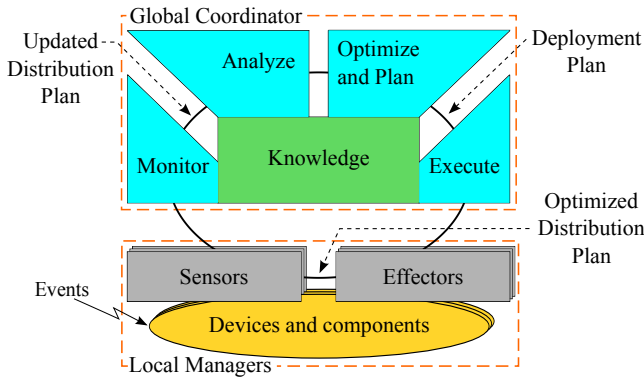 Global Coordinator
Updated
Distribution
Plan
Analyze
Optimize
and Plan
Deployment
Plan
Monitor
Knowledge
Execute
Optimized
Distribution
Plan
Sensors
Effectors
Events
Devices and components
Local Managers